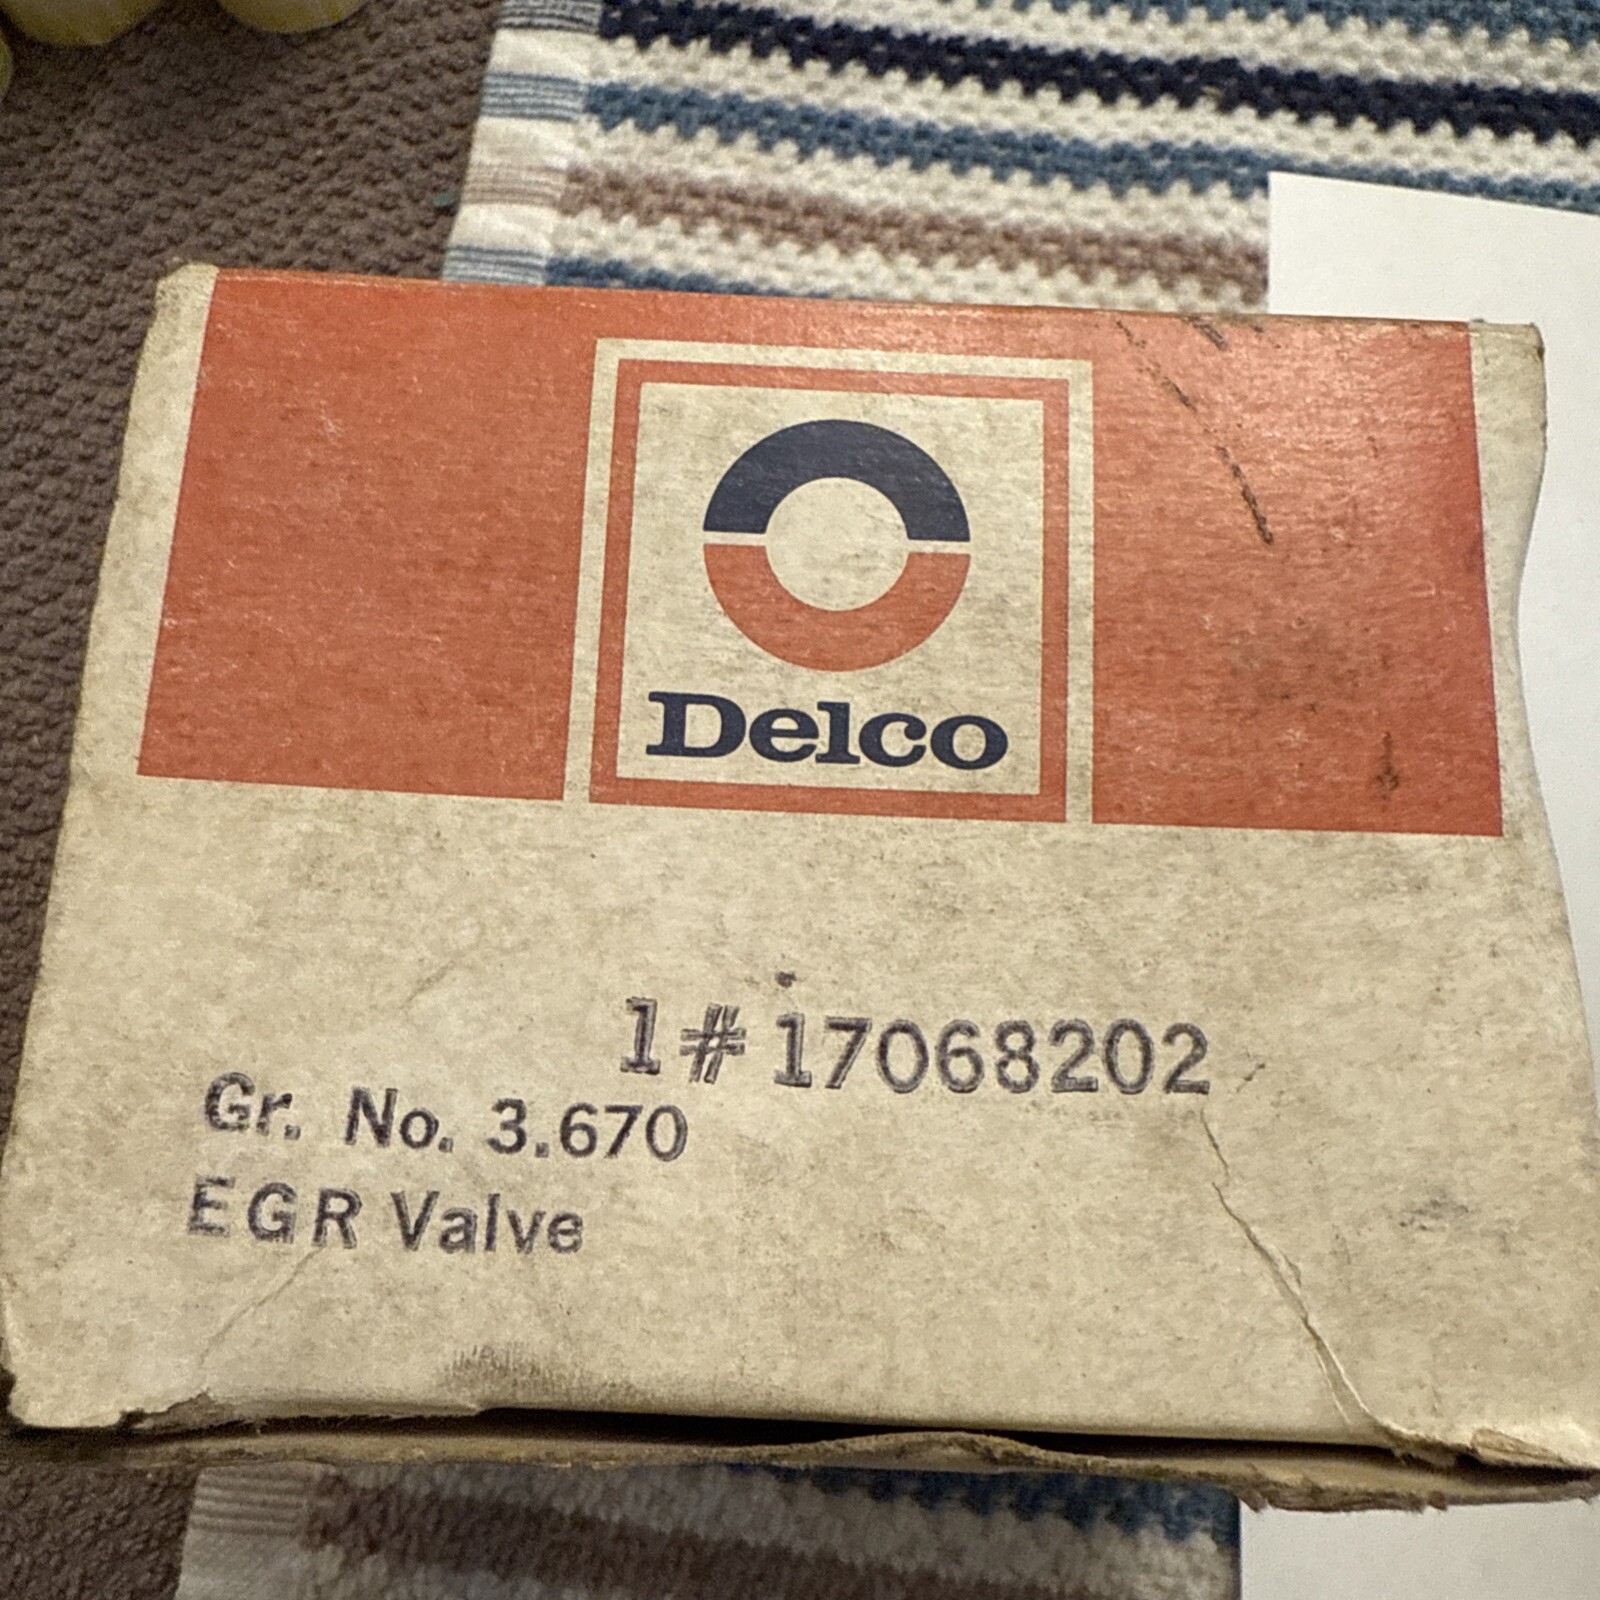 Delco
1# 17068202
Gr. No. 3.670
EGR Valve